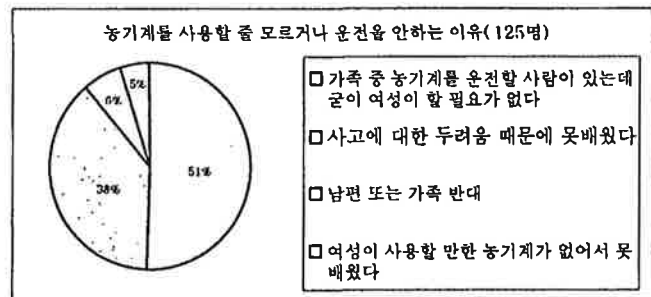 농기계를 사용할 줄 모르거나 운전을 안하는 이유(125명)
5%
6%
38%
51%
□ 가족 중 농기계를 운전할 사람이 있는데
굳이 여성이 할 필요가 없다
□ 사고에 대한 두려움 때문에 못배웠다
□ 남편 또는 가족 반대
□ 여성이 사용할 만한 농기계가 없어서 못
배웠다